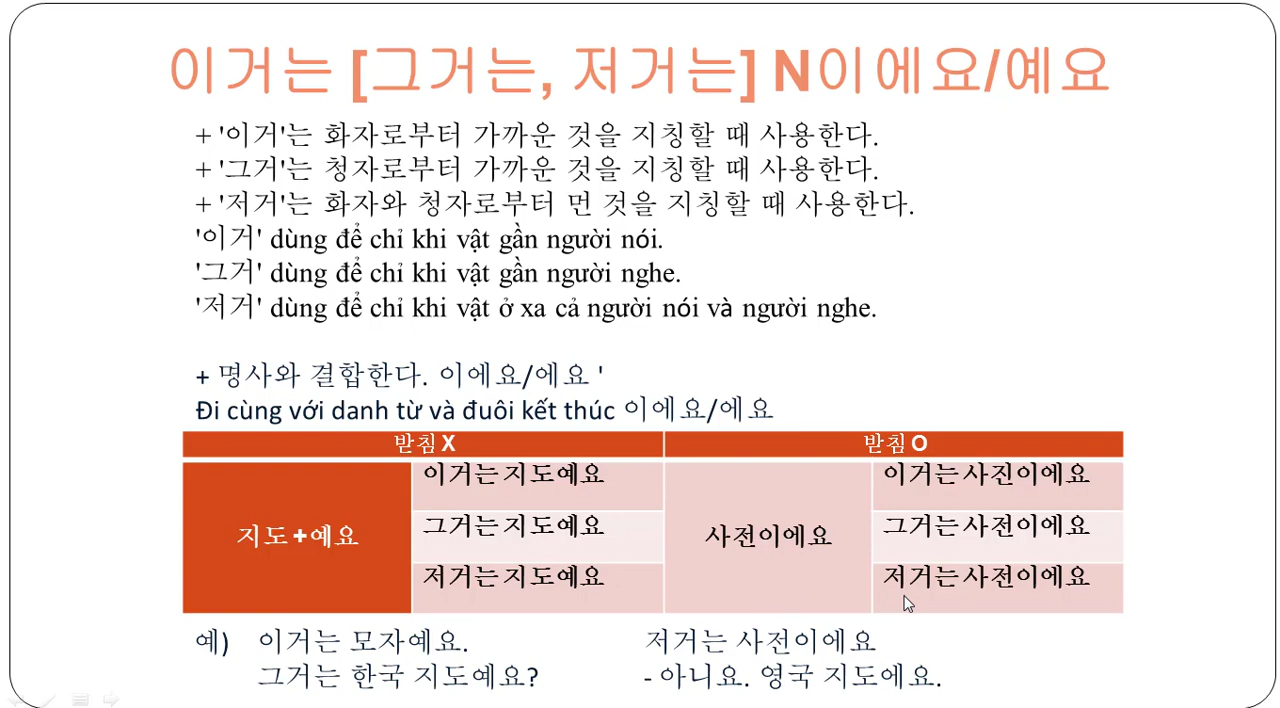 이거는 [그거는, 저거는] N이에요/예요
+ '이거'는 화자로부터 가까운 것을 지칭할 때 사용한다.
+ '그거'는 청자로부터 가까운 것을 지칭할 때 사용한다.
+ '저거'는 화자와 청자로부터 먼 것을 지칭할 때 사용한다.
'이거' dùng để chỉ khi vật gần người nói.
'그거' dùng để chỉ khi vật gần người nghe.
'저거' dùng để chỉ khi vật ở xa cả người nói và người nghe.
+ 명사와 결합한다. 이에요/에요 '
Đi cùng với danh từ và đuôi kết thúc 이에요/에요
받침 X
받침 O
지도+예요
이거는 지도예요
그거는 지도예요
저거는 지도예요
사전이에요
이거는 사진이에요
그거는 사전이에요
저거는 사전이에요
예) 이거는 모자예요. 저거는 사전이에요
그거는 한국 지도예요? - 아니요. 영국 지도에요.